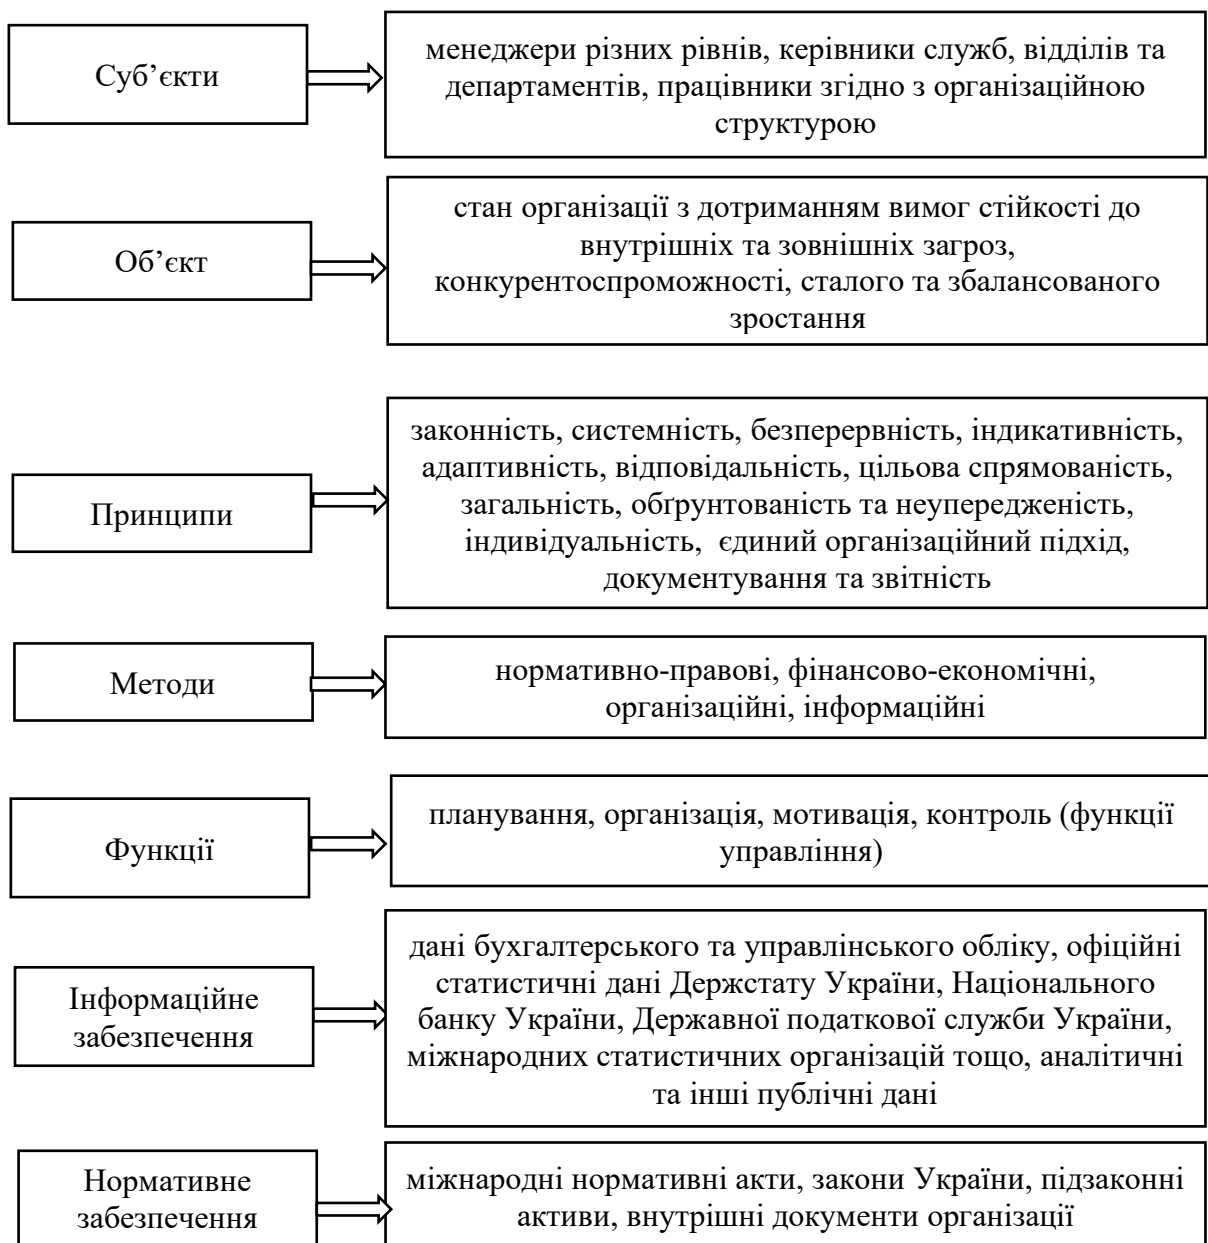 Суб’єкти
менеджери різних рівнів, керівники служб, відділів та
департаментів, працівники згідно з організаційною
структурою
Об’єкт
стан організації з дотриманням вимог стійкості до
внутрішніх та зовнішніх загроз,
конкурентоспроможності, сталого та збалансованого
зростання
Принципи
законність, системність, безперервність, індикативність,
адаптивність, відповідальність, цільова спрямованість,
загальність, обґрунтованість та неупередженість,
індивідуальність, єдиний організаційний підхід,
документування та звітність
Методи
нормативно-правові, фінансово-економічні,
організаційні, інформаційні
Функції
планування, організація, мотивація, контроль (функції
управління)
Інформаційне
забезпечення
дані бухгалтерського та управлінського обліку, офіційні
статистичні дані Держстату України, Національного
банку України, Державної податкової служби України,
міжнародних статистичних організацій тощо, аналітичні
та інші публічні дані
Нормативне
забезпечення
міжнародні нормативні акти, закони України, підзаконні
активи, внутрішні документи організації